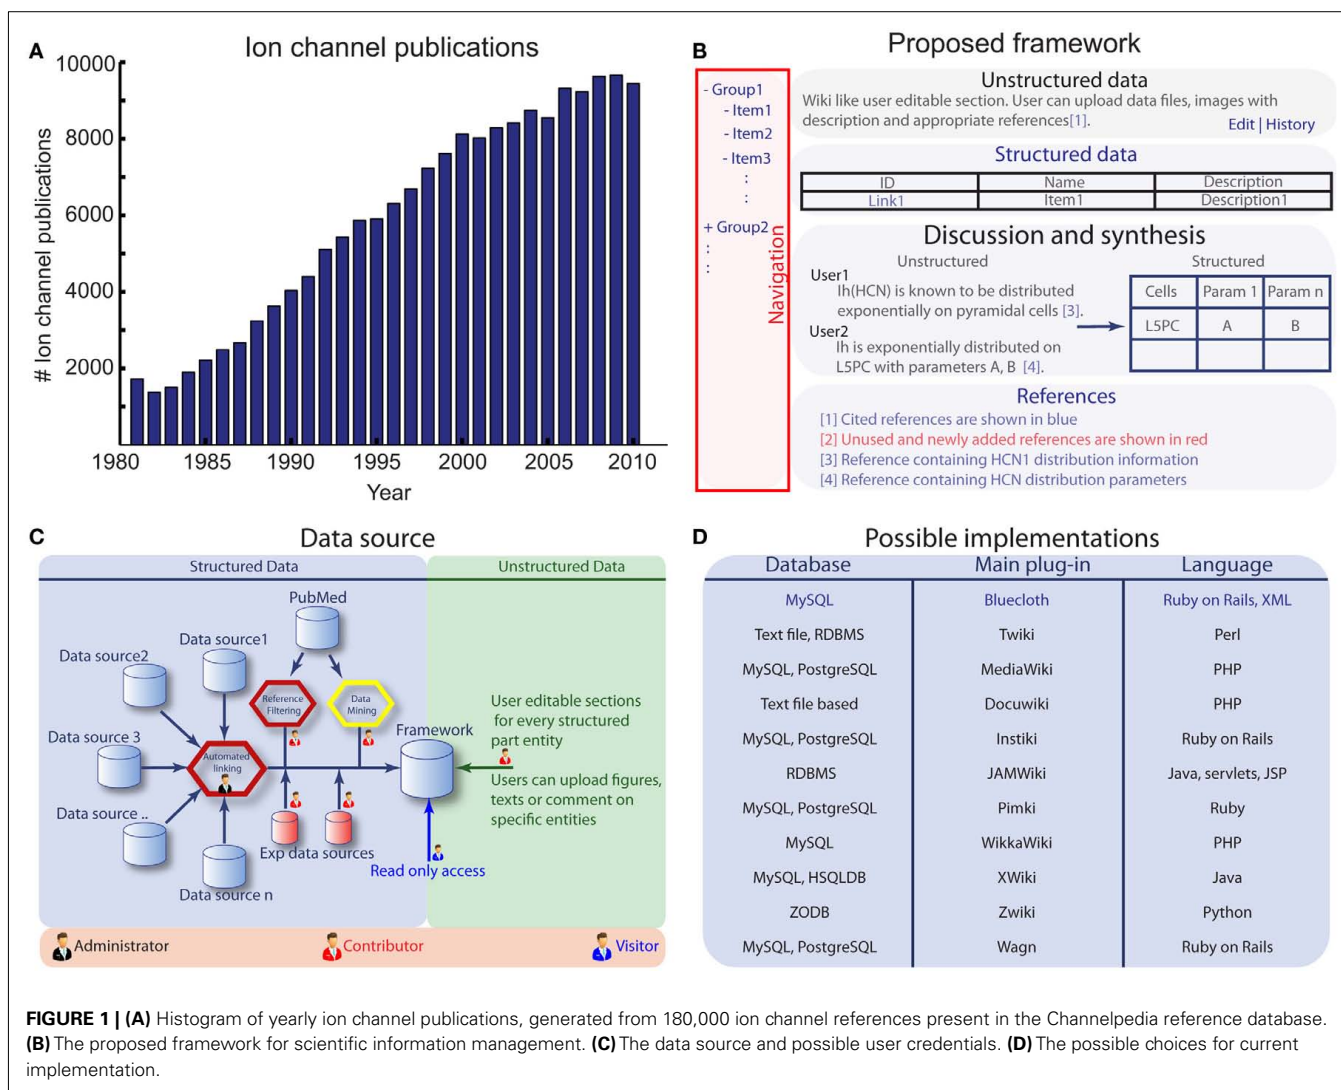 A
Ion channel publications
# Ion channel publications
10000
8000
6000
4000
2000
1980 1985 1990 1995 2000 2005 2010
Year
B
Proposed framework
- Group1
- Item1
- Item2
- Item3
:
:
+ Group2
:
:
Navigation
Unstructured data
Wiki like user editable section. User can upload data files, images with
description and appropriate references[1].
Edit | History
Structured data
ID Name Description
Link1 Item1 Description1
Discussion and synthesis
Unstructured
User1
Ih(HCN) is known to be distributed
exponentially on pyramidal cells [3].
User2
Ih is exponentially distributed on
L5PC with parameters A, B [4].
Structured
Cells Param 1 Param n
L5PC A B
References
[1] Cited references are shown in blue
[2] Unused and newly added references are shown in red
[3] Reference containing HCN1 distribution information
[4] Reference containing HCN distribution parameters
C
Data source
Structured Data
Unstructured Data
PubMed
Data source1
Data source2
Data source 3
Data source ..
Data source n
Automated
linking
Reference
Filtering
Data
Mining
Exp data sources
Framework
Read only access
User editable sections
for every structured
part entity
Users can upload figures,
texts or comment on
specific entities
Administrator
Contributor
Visitor
D
Possible implementations
Database Main plug-in Language
MySQL Bluecloth Ruby on Rails, XML
Text file, RDBMS Twiki Perl
MySQL, PostgreSQL MediaWiki PHP
Text file based Docuwiki PHP
MySQL, PostgreSQL Instiki Ruby on Rails
RDBMS JAMWiki Java, servlets, JSP
MySQL, PostgreSQL Pimki Ruby
MySQL WikkaWiki PHP
MySQL, HSQLDB XWiki Java
ZODB Zwiki Python
MySQL, PostgreSQL Wagn Ruby on Rails
FIGURE 1 | (A) Histogram of yearly ion channel publications, generated from 180,000 ion channel references present in the Channelpedia reference database.
(B) The proposed framework for scientific information management. (C) The data source and possible user credentials. (D) The possible choices for current
implementation.